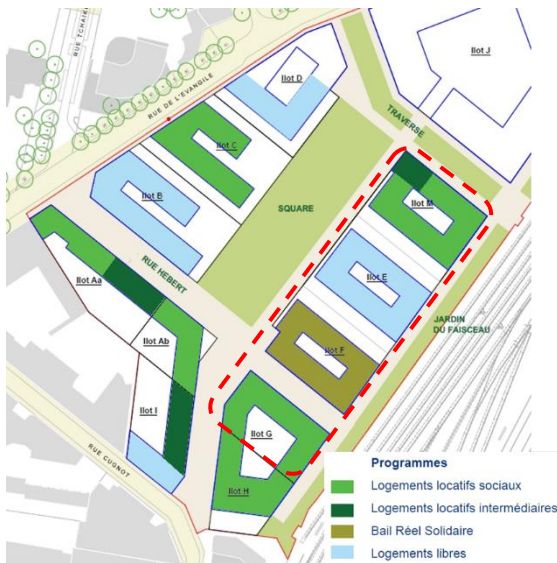 RUE TCHAIKO
RUE DE L'EVANGILE
Ilot J
Ilot D
TRAVERSE
Ilot C
Ilot B
Ilot M
SQUARE
RUE HEBERT
Ilot E
Ilot Aa
JARDIN
DU FAISCEAU
Ilot Ab
Ilot F
Ilot I
Ilot G
RUE CUGNOT
Ilot H
Programmes
Logements locatifs sociaux
Logements locatifs intermédiaires
Bail Réel Solidaire
Logements libres